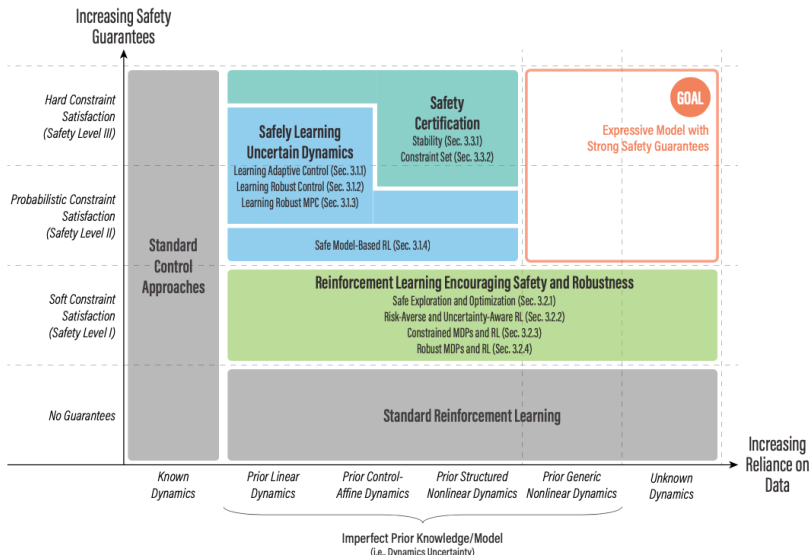 Increasing Safety
Guarantees
Hard Constraint
Satisfaction
(Safety Level III)
Probabilistic Constraint
Satisfaction
(Safety Level II)
Soft Constraint
Satisfaction
(Safety Level I)
No Guarantees
Standard
Control
Approaches
Safely Learning
Uncertain Dynamics
Learning Adaptive Control (Sec. 3.1.1)
Learning Robust Control (Sec. 3.1.2)
Learning Robust MPC (Sec. 3.1.3)
Safety
Certification
Stability (Sec. 3.3.1)
Constraint Set (Sec. 3.3.2)
Safe Model-Based RL (Sec. 3.1.4)
GOAL
Expressive Model with
Strong Safety Guarantees
Reinforcement Learning Encouraging Safety and Robustness
Safe Exploration and Optimization (Sec. 3.2.1)
Risk-Averse and Uncertainty-Aware RL (Sec. 3.2.2)
Constrained MDPs and RL (Sec. 3.2.3)
Robust MDPs and RL (Sec. 3.2.4)
Standard Reinforcement Learning
Increasing
Reliance on
Data
Known
Dynamics
Prior Linear
Dynamics
Prior Control-
Affine Dynamics
Prior Structured
Nonlinear Dynamics
Prior Generic
Nonlinear Dynamics
Unknown
Dynamics
Imperfect Prior Knowledge/Model
(i.e., Dynamics Uncertainty)